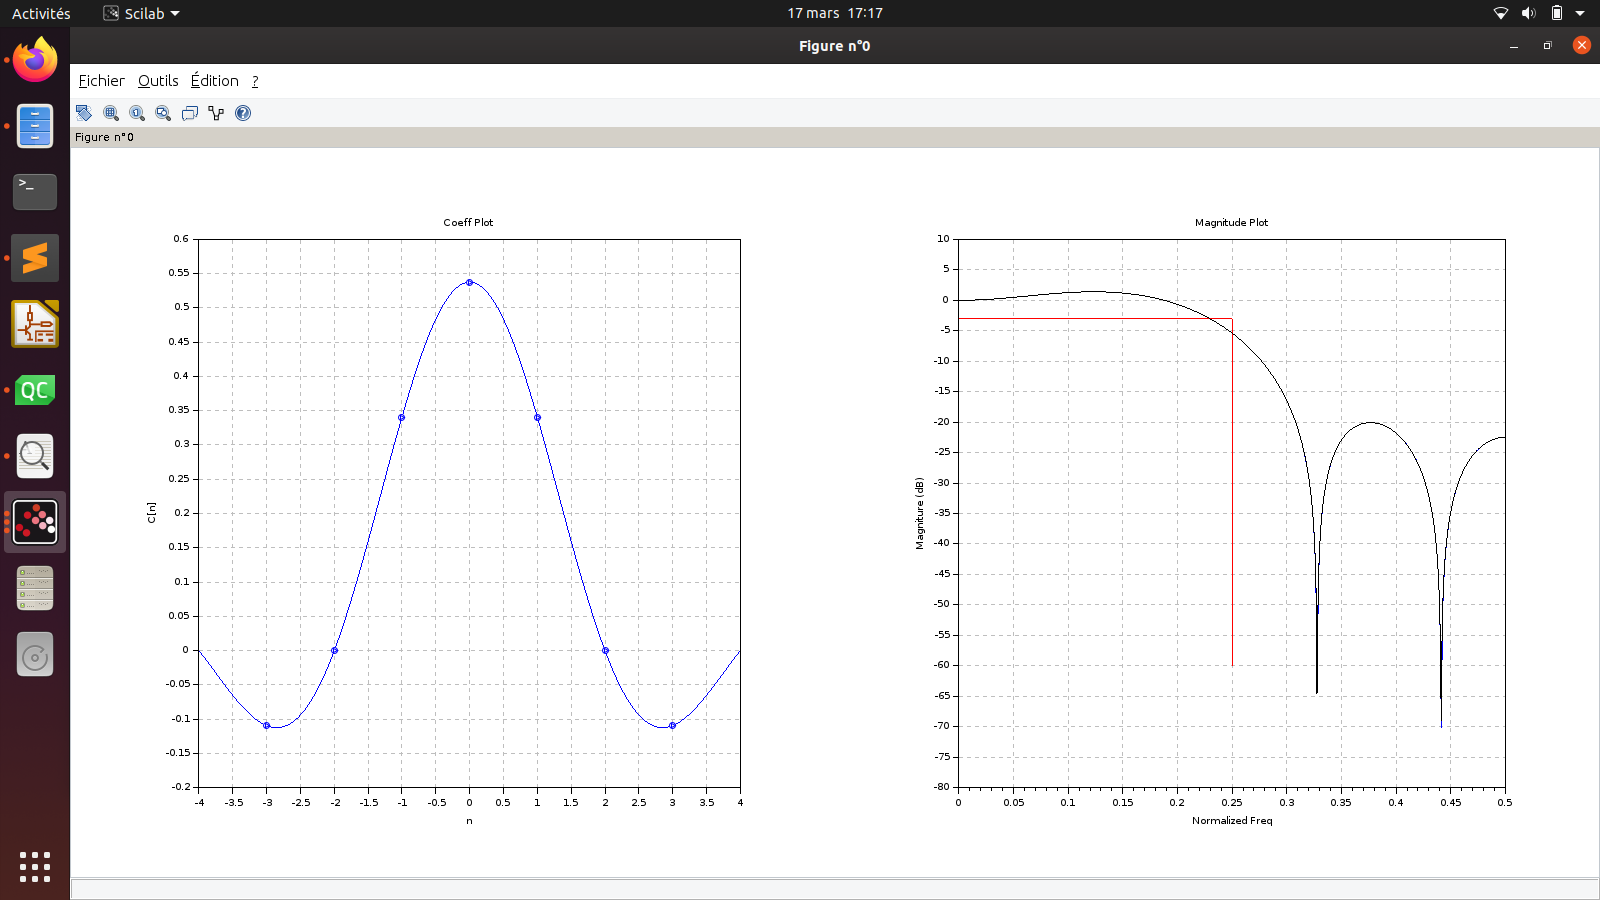 Activités Scilab 17 mars 17:17
Figure n°0
Fichier Outils Édition ?
Figure n°0
Coeff Plot
0.6
0.55
0.5
0.45
0.4
0.35
0.3
0.25
0.2
0.15
0.1
0.05
0
-0.05
-0.1
-0.15
-0.2
C[n]
-4 -3.5 -3 -2.5 -2 -1.5 -1 -0.5 0 0.5 1 1.5 2 2.5 3 3.5 4
n
Magnitude Plot
10
5
0
-5
-10
-15
-20
-25
-30
-35
-40
-45
-50
-55
-60
-65
-70
-75
-80
Magniture (dB)
0 0.05 0.1 0.15 0.2 0.25 0.3 0.35 0.4 0.45 0.5
Normalized Freq
>_
QC